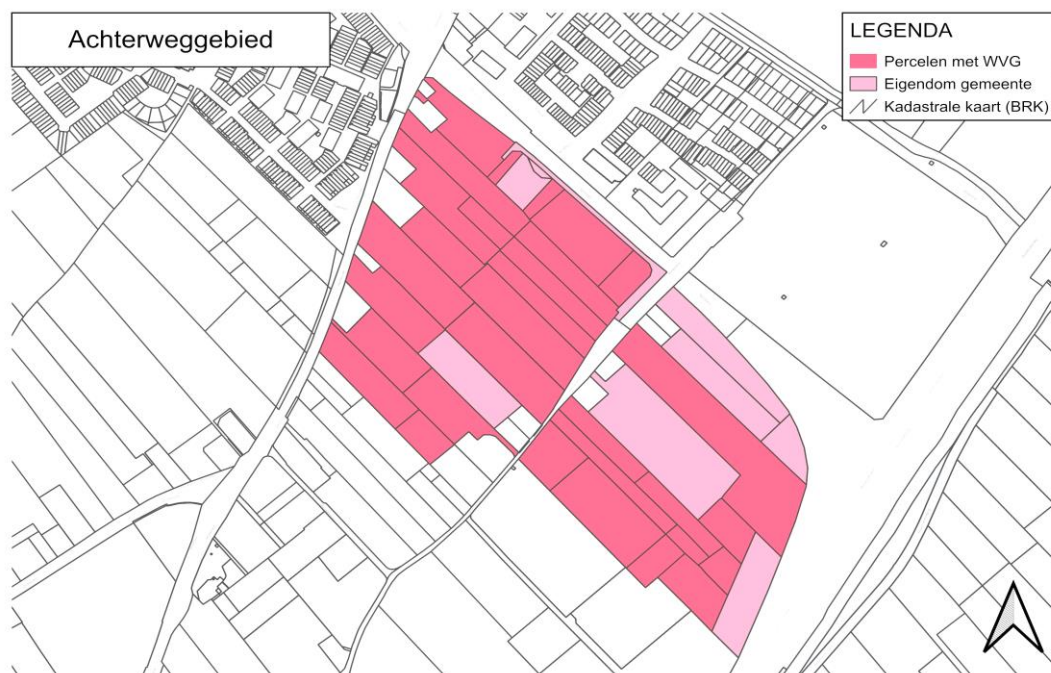 Achterweggebied
LEGENDA
Percelen met WVG
Eigendom gemeente
Kadastrale kaart (BRK)